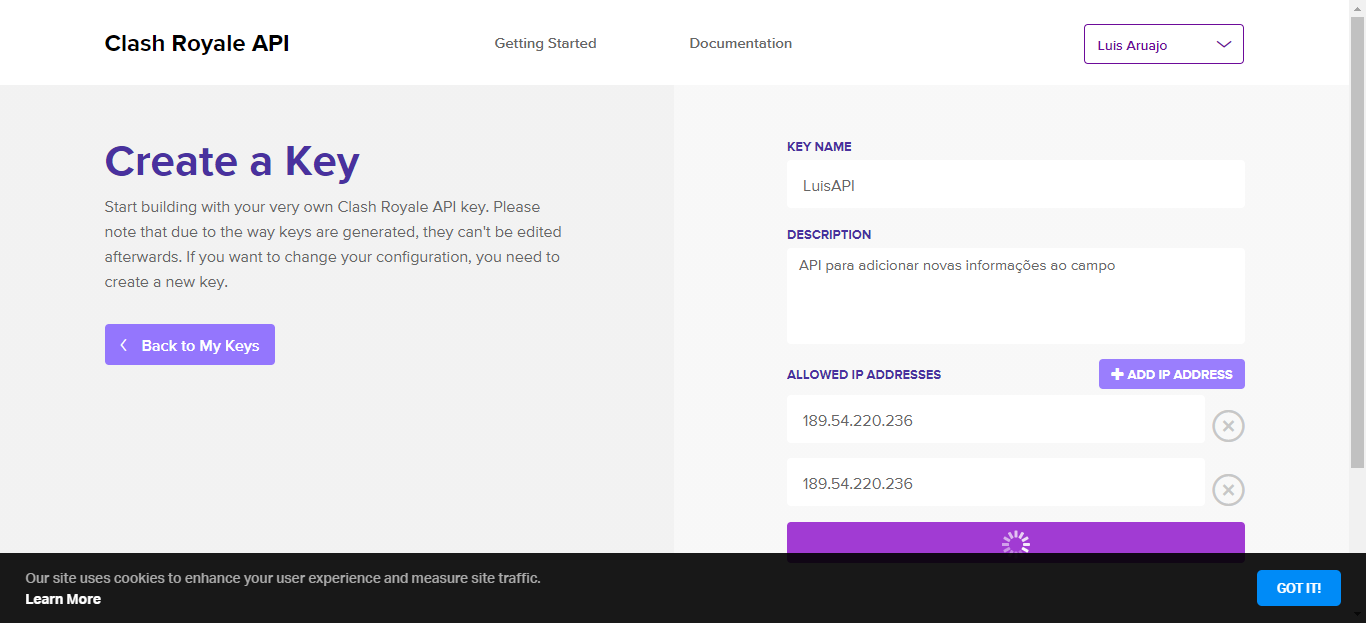 Clash Royale API
Getting Started
Documentation
Luis Aruajo
Create a Key
Start building with your very own Clash Royale API key. Please
note that due to the way keys are generated, they can't be edited
afterwards. If you want to change your configuration, you need to
create a new key.
Back to My Keys
KEY NAME
LuisAPI
DESCRIPTION
API para adicionar novas informações ao campo
ALLOWED IP ADDRESSES
ADD IP ADDRESS
189.54.220.236
189.54.220.236
Our site uses cookies to enhance your user experience and measure site traffic.
Learn More
GOT IT!